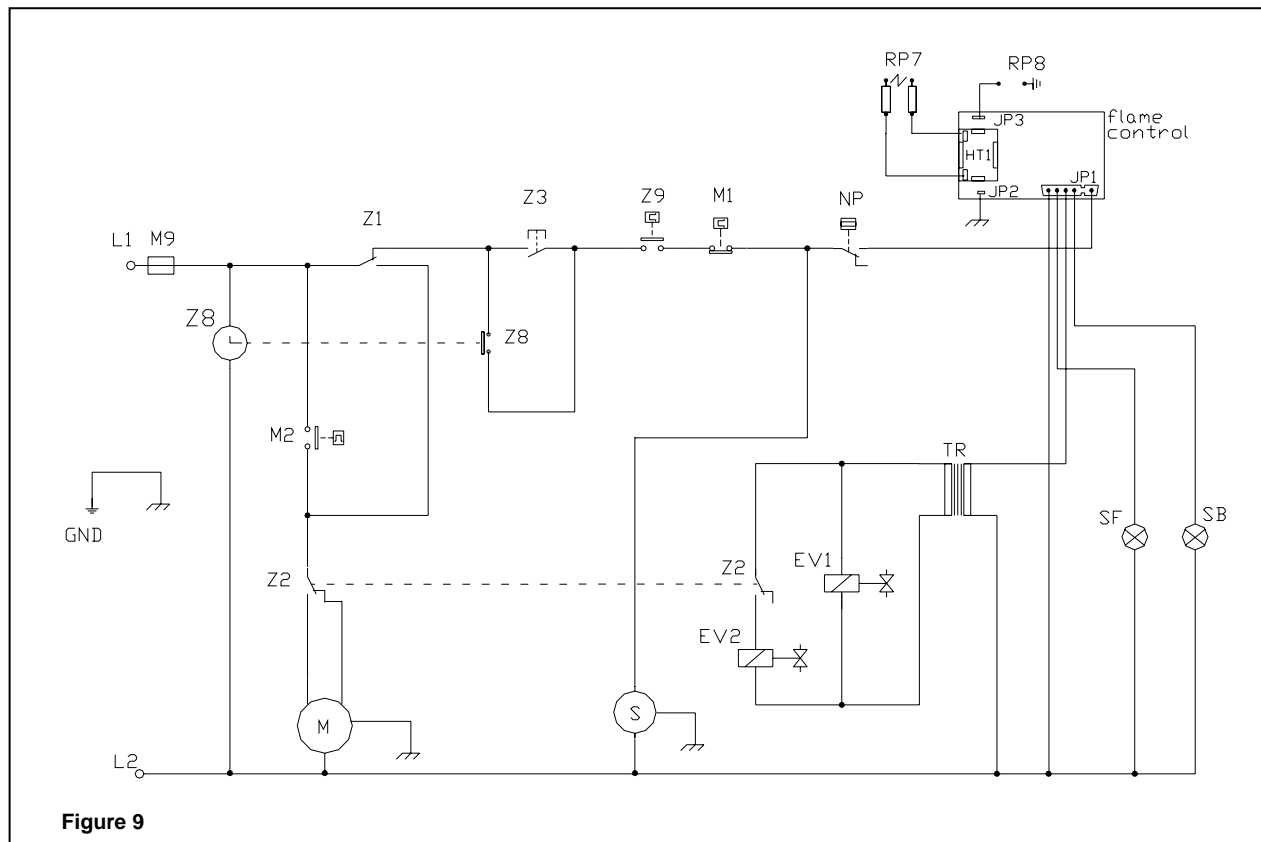 RP7
RP8
JP3
flame
control
HT1
JP1
JP2
Z1
Z3
Z9
M1
NP
L1
M9
Z8
Z8
M2
GND
TR
SF
SB
Z2
Z2
EV1
EV2
M
S
L2
Figure 9